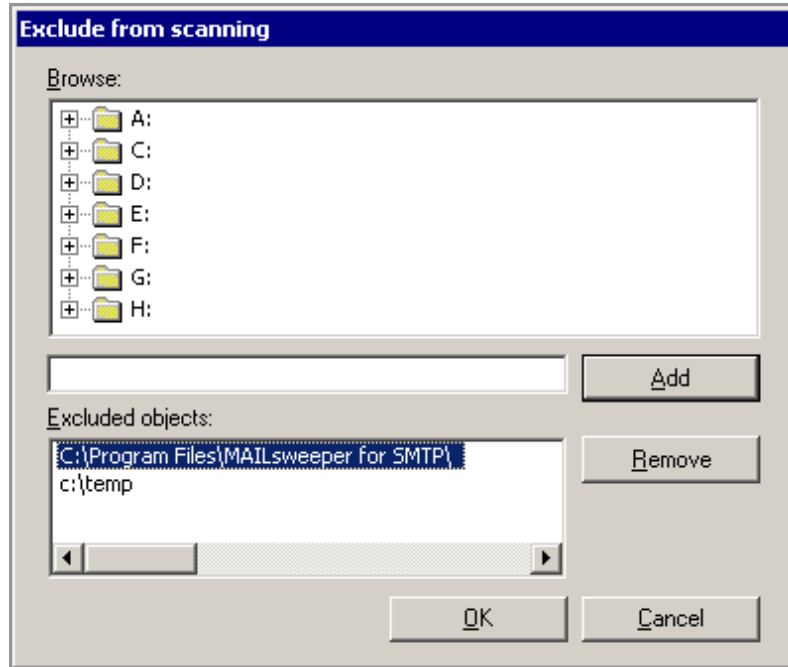 Exclude from scanning
Browse:
A:
C:
D:
E:
F:
G:
H:
Add
Excluded objects:
C:\Program Files\MAILsweeper for SMTP\
c:\temp
Remove
OK
Cancel